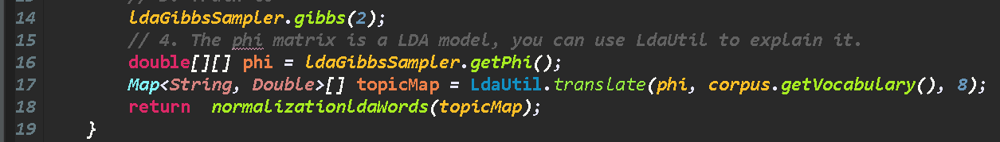 14 ldaGibbsSampler.gibbs(2);
15 // 4. The phi matrix is a LDA model, you can use LdaUtil to explain it.
16 double[][] phi = ldaGibbsSampler.getPhi();
17 Map<String, Double>[] topicMap = LdaUtil.translate(phi, corpus.getVocabulary(), 8);
18 return normalizationldaWords(topicMap);
19 }